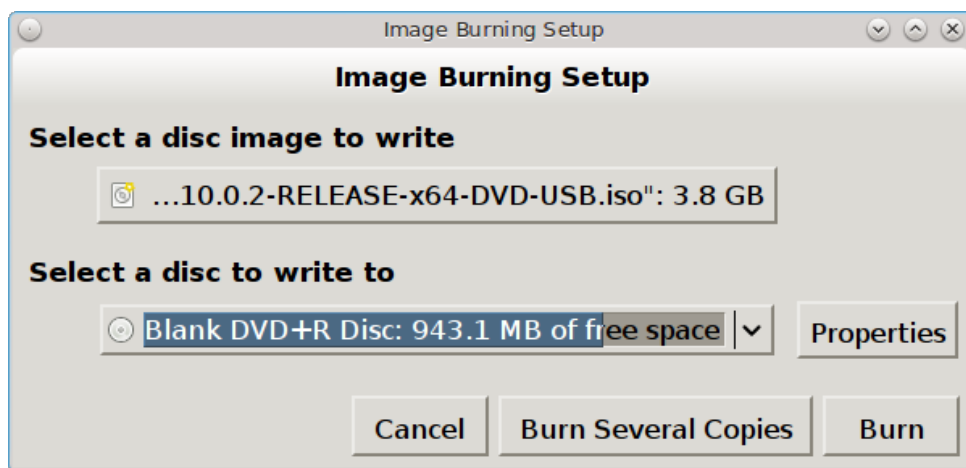 Image Burning Setup
Image Burning Setup
Select a disc image to write
...10.0.2-RELEASE-x64-DVD-USB.iso": 3.8 GB
Select a disc to write to
Blank DVD+R Disc: 943.1 MB of free space
Properties
Cancel Burn Several Copies Burn